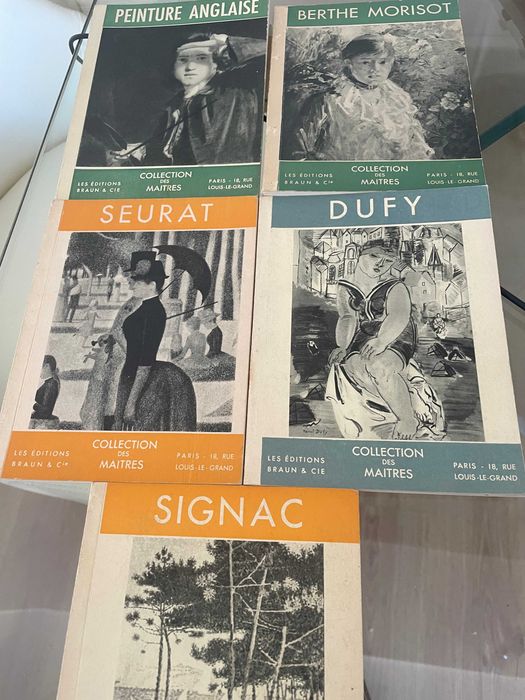 PEINTURE ANGLAISE
LES ÉDITIONS
BRAUN & CIE
COLLECTION
DES
MAITRES
PARIS - 18, RUE
LOUIS-LE-GRAND
BERTHE MORISOT
LES ÉDITIONS
BRAUN & Cie
COLLECTION
DES
MAITRES
PARIS - 18, RUE
LOUIS-LE-GRAND
SEURAT
LES ÉDITIONS
BRAUN & Cie
COLLECTION
DES
MAITRES
PARIS - 18, RUE
LOUIS-LE-GRAND
DUFY
Raoul Dufy
LES ÉDITIONS
BRAUN & CIE
COLLECTION
DES
MAITRES
PARIS - 18, RUE
LOUIS-LE-GRAND
SIGNAC